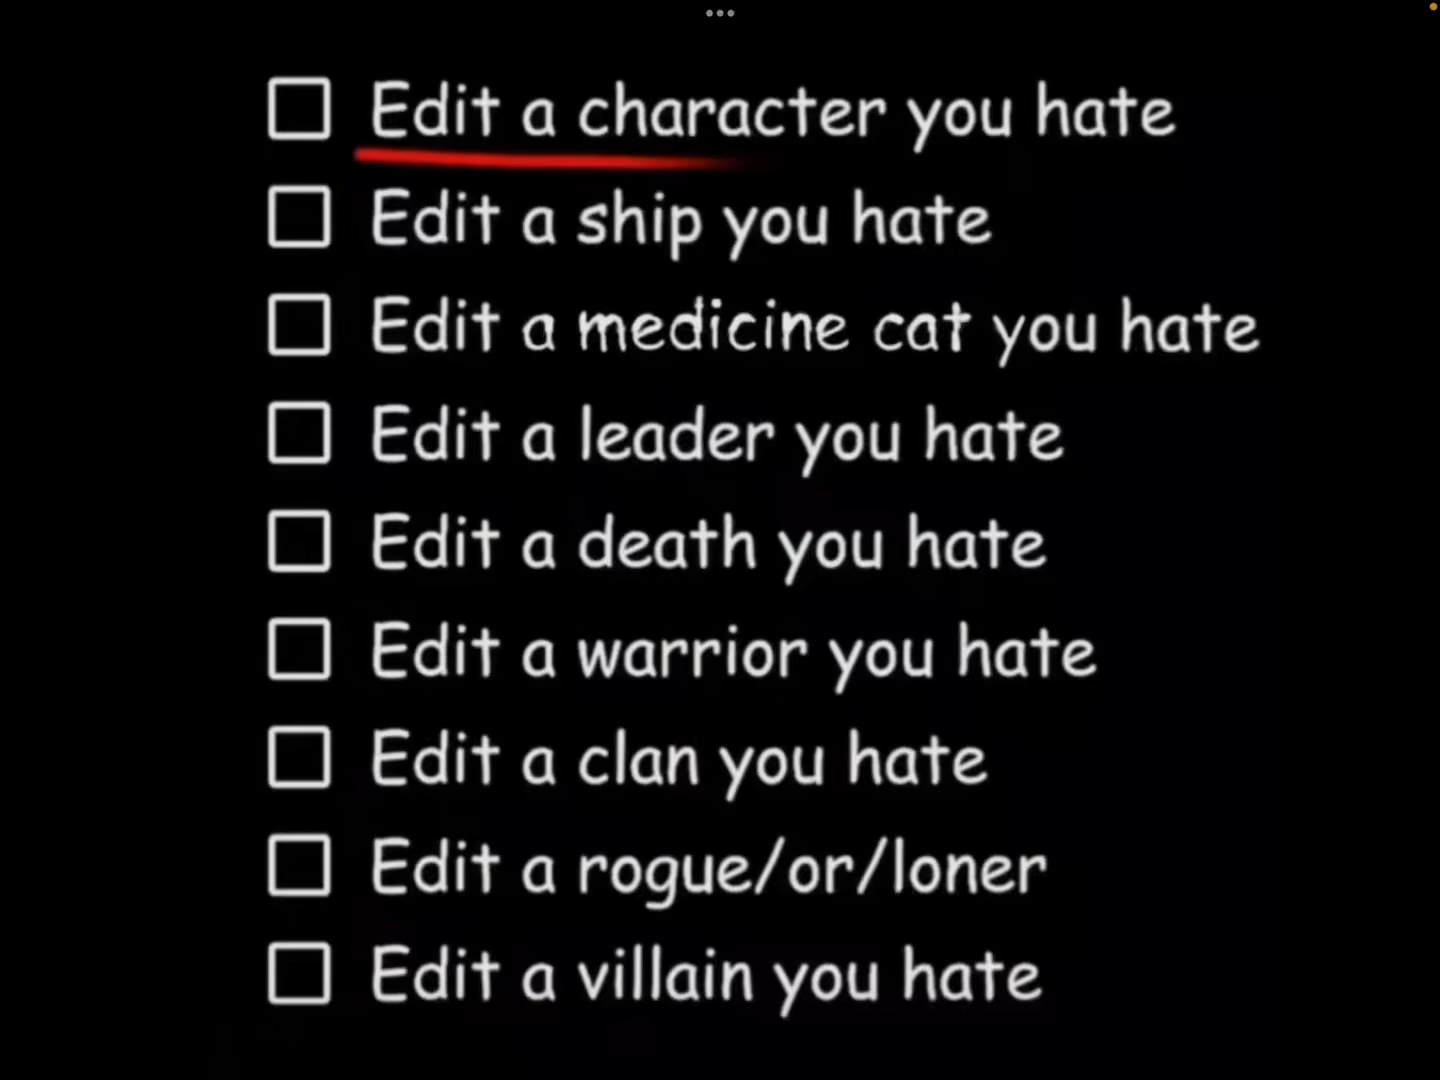 Edit a character you hate
Edit a ship you hate
Edit a medicine cat you hate
Edit a leader you hate
Edit a death you hate
Edit a warrior you hate
Edit a clan you hate
Edit a rogue/or/loner
Edit a villain you hate